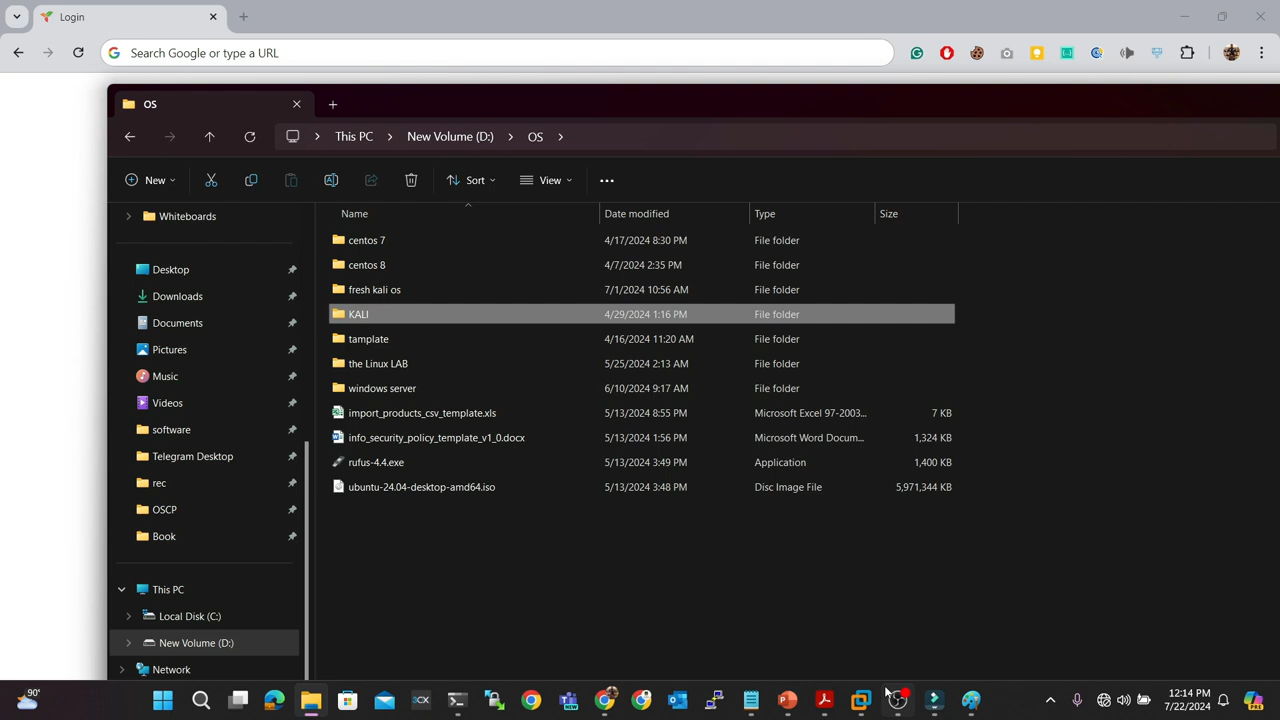 Login
Search Google or type a URL
OS
This PC
New Volume (D:)
OS
New
Sort
View
Name
Date modified
Type
Size
Whiteboards
Desktop
Downloads
Documents
Pictures
Music
Videos
software
Telegram Desktop
rec
OSCP
Book
This PC
Local Disk (C:)
New Volume (D:)
Network
centos 7 4/17/2024 8:30 PM File folder
centos 8 4/7/2024 2:35 PM File folder
fresh kali os 7/1/2024 10:56 AM File folder
KALI 4/29/2024 1:16 PM File folder
tamplate 4/16/2024 11:20 AM File folder
the Linux LAB 5/25/2024 2:13 AM File folder
windows server 6/10/2024 9:17 AM File folder
import_products_csv_template.xls 5/13/2024 8:55 PM Microsoft Excel 97-2003... 7 KB
info_security_policy_template_v1_0.docx 5/13/2024 1:56 PM Microsoft Word Docum... 1,324 KB
rufus-4.4.exe 5/13/2024 3:49 PM Application 1,400 KB
ubuntu-24.04-desktop-amd64.iso 5/13/2024 3:48 PM Disc Image File 5,971,344 KB
90°
12:14 PM
7/22/2024